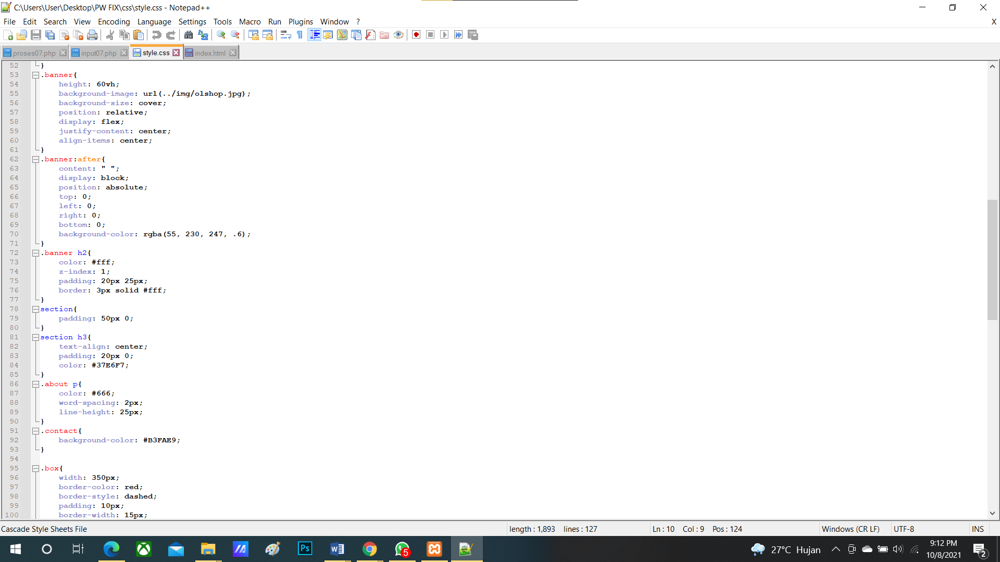 C:\Users\User\Desktop\PW FIX\css\style.css - Notepad++
File Edit Search View Encoding Language Settings Tools Macro Run Plugins Window ? X
proses07.php input07.php style.css index.html
52 }
53 .banner{
54 height: 60vh;
55 background-image: url(../img/olshop.jpg);
56 background-size: cover;
57 position: relative;
58 display: flex;
59 justify-content: center;
60 align-items: center;
61 }
62 .banner:after{
63 content: " ";
64 display: block;
65 position: absolute;
66 top: 0;
67 left: 0;
68 right: 0;
69 bottom: 0;
70 background-color: rgba(55, 230, 247, .6);
71 }
72 .banner h2{
73 color: #fff;
74 z-index: 1;
75 padding: 20px 25px;
76 border: 3px solid #fff;
77 }
78 section{
79 padding: 50px 0;
80 }
81 section h3{
82 text-align: center;
83 padding: 20px 0;
84 color: #37E6F7;
85 }
86 .about p{
87 color: #666;
88 word-spacing: 2px;
89 line-height: 25px;
90 }
91 .contact{
92 background-color: #B3FAE9;
93 }
94
95 .box{
96 width: 350px;
97 border-color: red;
98 border-style: dashed;
99 padding: 10px;
100 border-width: 15px;
Cascade Style Sheets File length : 1,893 lines : 127 Ln : 10 Col : 9 Pos : 124 Windows (CR LF) UTF-8 INS
Ps 5 27°C Hujan 9:12 PM
10/8/2021 2